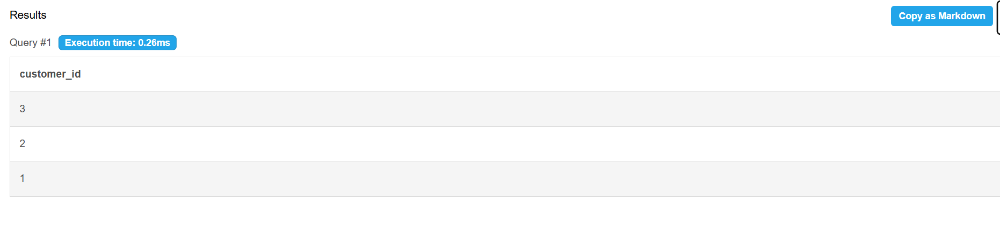 Results
Copy as Markdown
Query #1 Execution time: 0.26ms
customer_id
3
2
1